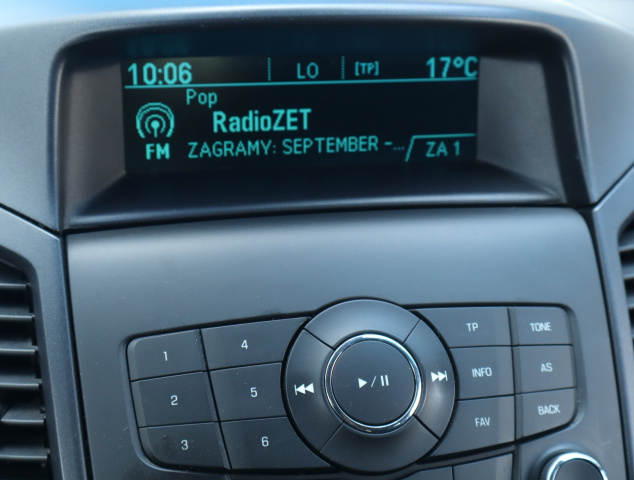 10:06 LO [TP] 17°C
Pop
RadioZET
FM ZAGRAMY: SEPTEMBER -... ZA 1
1 4 TP TONE
2 5 INFO AS
3 6 FAV BACK